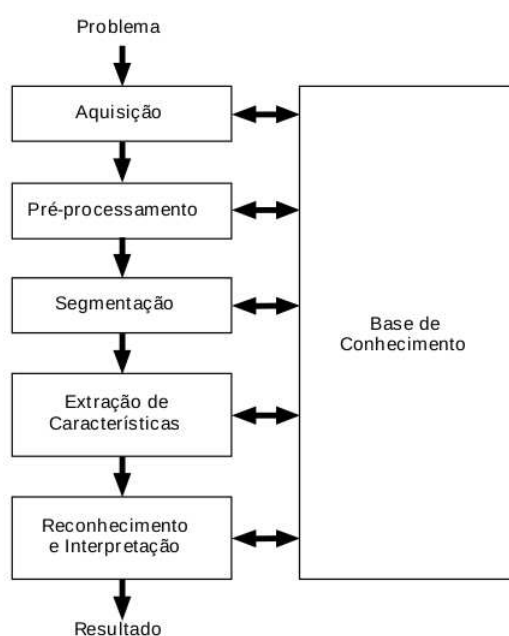 Problema
Aquisição
Pré-processamento
Segmentação
Base de
Conhecimento
Extração de
Características
Reconhecimento
e Interpretação
Resultado